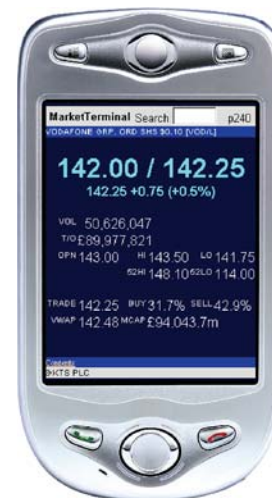 MarketTerminal Search p240
VODAFONE GRP. ORD SHS $0.10 [VOD/L]
142.00 / 142.25
142.25 +0.75 (+0.5%)
VOL 50,626,047
T/O £89,977,821
OPN 143.00 HI 143.50 LO 141.75
52HI 148.10 52LO 114.00
TRADE 142.25 BUY 31.7% SELL 42.9%
VWAP 142.48 MCAP £94.043.7m
Contents
KTS PLC